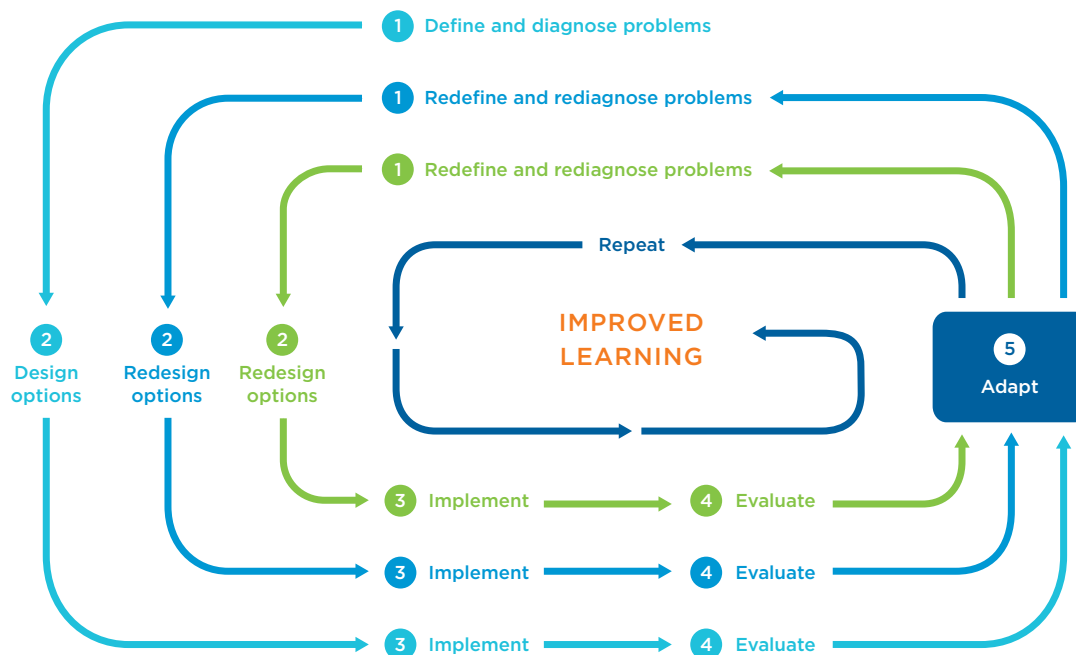 1 Define and diagnose problems
1 Redefine and rediagnose problems
1 Redefine and rediagnose problems
Repeat
IMPROVED
LEARNING
2
Design
options
2
Redesign
options
2
Redesign
options
5
Adapt
3 Implement
4 Evaluate
3 Implement
4 Evaluate
3 Implement
4 Evaluate